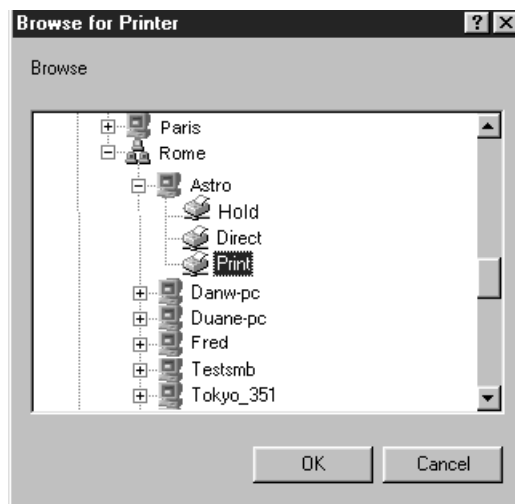 Browse for Printer
Browse
Paris
Rome
Astro
Hold
Direct
Print
Danw-pc
Duane-pc
Fred
Testsmb
Tokyo_351
OK
Cancel